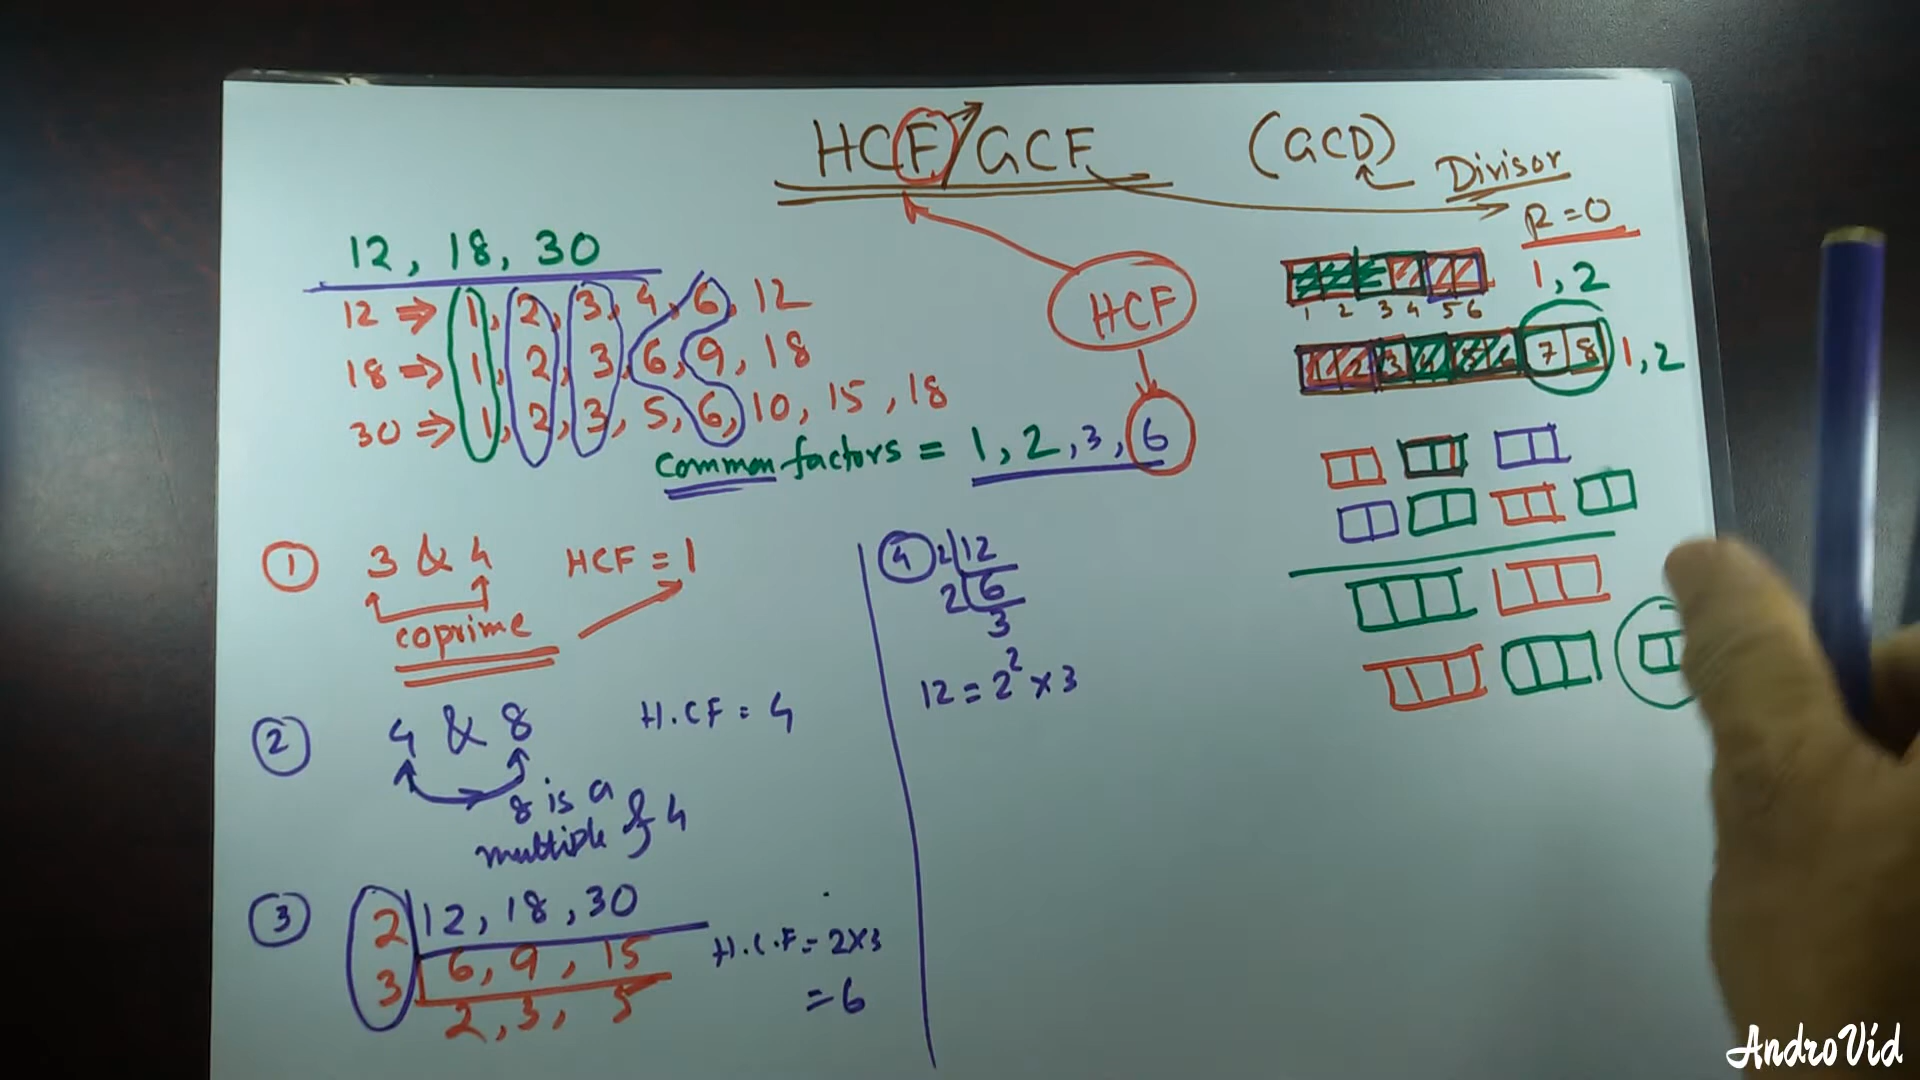 HCF/GCF (GCD)
Divisor
R=0
12, 18, 30
12 ⇒ 1, 2, 3, 4, 6, 12
18 ⇒ 1, 2, 3, 6, 9, 18
30 ⇒ 1, 2, 3, 5, 6, 10, 15, 18
common factors = 1, 2, 3, 6
HCF
1, 2
1 2 3 4 5 6
1 2 3 7 8 1, 2
① 3 & 4 HCF = 1
coprime
② 4 & 8 H.CF = 4
8 is a
multiple of 4
③ 2 12, 18, 30
3 6, 9, 15 H.C.F = 2x3
2, 3, 5 = 6
④ 2 12
2 6
3
12 = 2² x 3
AndroVid